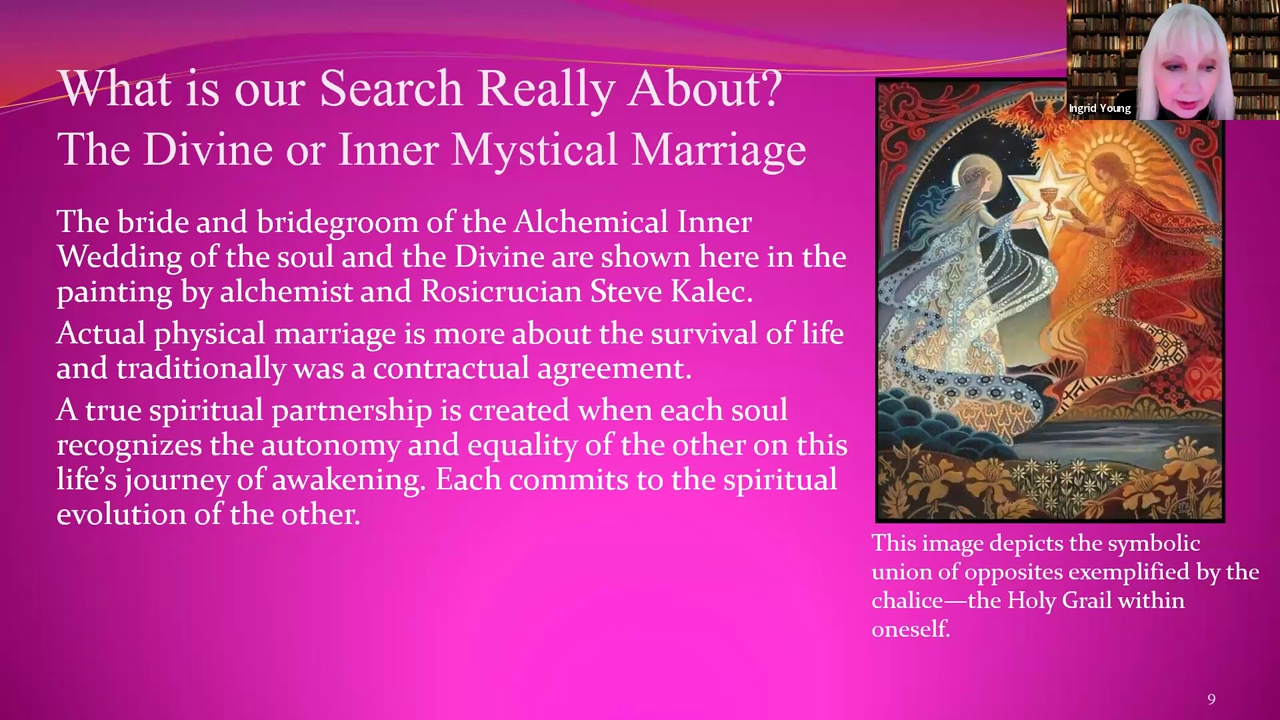 What is our Search Really About?
The Divine or Inner Mystical Marriage
The bride and bridegroom of the Alchemical Inner
Wedding of the soul and the Divine are shown here in the
painting by alchemist and Rosicrucian Steve Kalec.
Actual physical marriage is more about the survival of life
and traditionally was a contractual agreement.
A true spiritual partnership is created when each soul
recognizes the autonomy and equality of the other on this
life’s journey of awakening. Each commits to the spiritual
evolution of the other.
Ingrid Young
This image depicts the symbolic
union of opposites exemplified by the
chalice—the Holy Grail within
oneself.
9